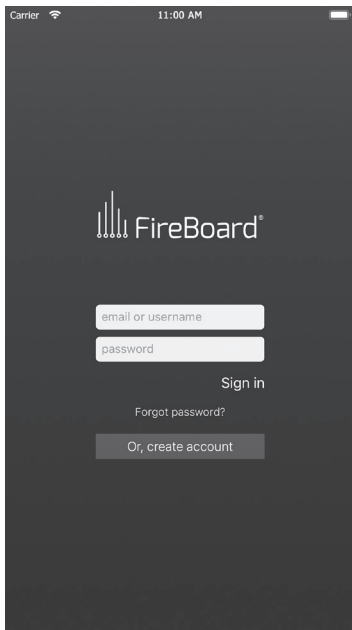 Carrier 11:00 AM
FireBoard®
email or username
password
Sign in
Forgot password?
Or, create account